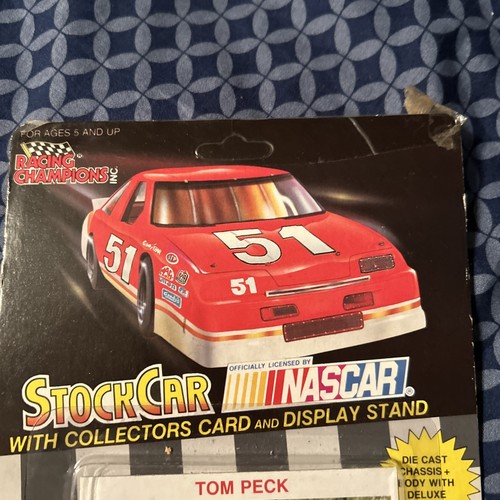 FOR AGES 5 AND UP
RACING
CHAMPIONS
INC.
51
51
51
STP
STOCKCAR
OFFICIALLY LICENSED BY
NASCAR
WITH COLLECTORS CARD AND DISPLAY STAND
TOM PECK
DIE CAST
CHASSIS +
BODY WITH
DELUXE